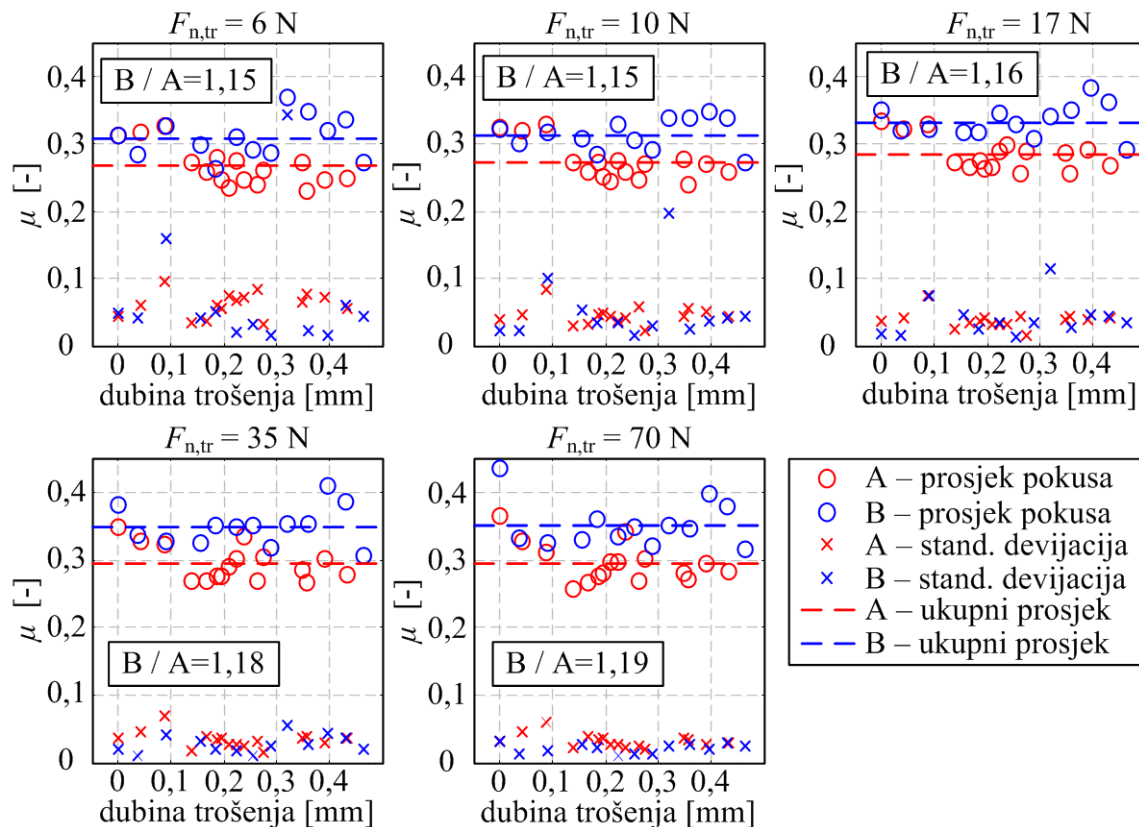 F n,tr = 6 N
B / A=1,15
0,4
0,3
0,2
0,1
0
μ [-]
0 0,1 0,2 0,3 0,4
dubina trošenja [mm]
F n,tr = 10 N
B / A=1,15
0,4
0,3
0,2
0,1
0
μ [-]
0 0,1 0,2 0,3 0,4
dubina trošenja [mm]
F n,tr = 17 N
B / A=1,16
0,4
0,3
0,2
0,1
0
μ [-]
0 0,1 0,2 0,3 0,4
dubina trošenja [mm]
F n,tr = 35 N
0,4
0,3
0,2
0,1
0
μ [-]
B / A=1,18
0 0,1 0,2 0,3 0,4
dubina trošenja [mm]
F n,tr = 70 N
0,4
0,3
0,2
0,1
0
μ [-]
B / A=1,19
0 0,1 0,2 0,3 0,4
dubina trošenja [mm]
A – prosjek pokusa
B – prosjek pokusa
A – stand. devijacija
B – stand. devijacija
A – ukupni prosjek
B – ukupni prosjek